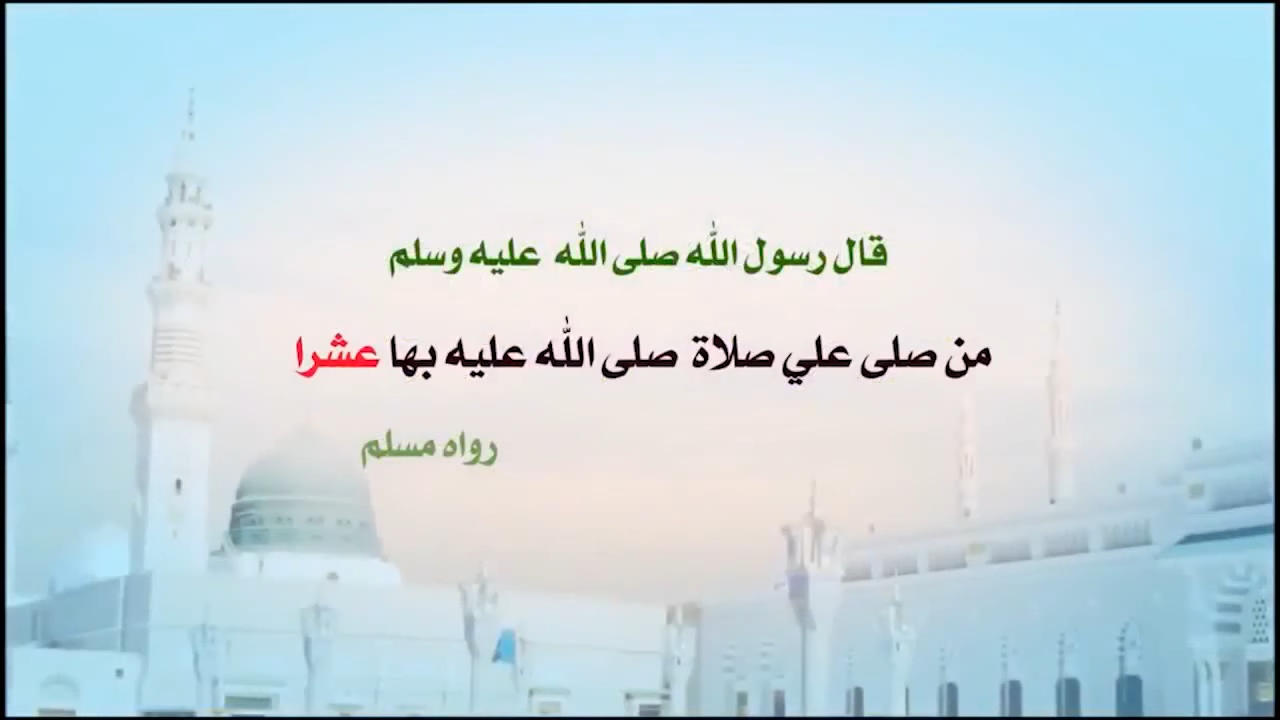 قال رسول الله صلى الله عليه وسلم
من صلى علي صلاة صلى الله عليه بها عشرا
رواه مسلم